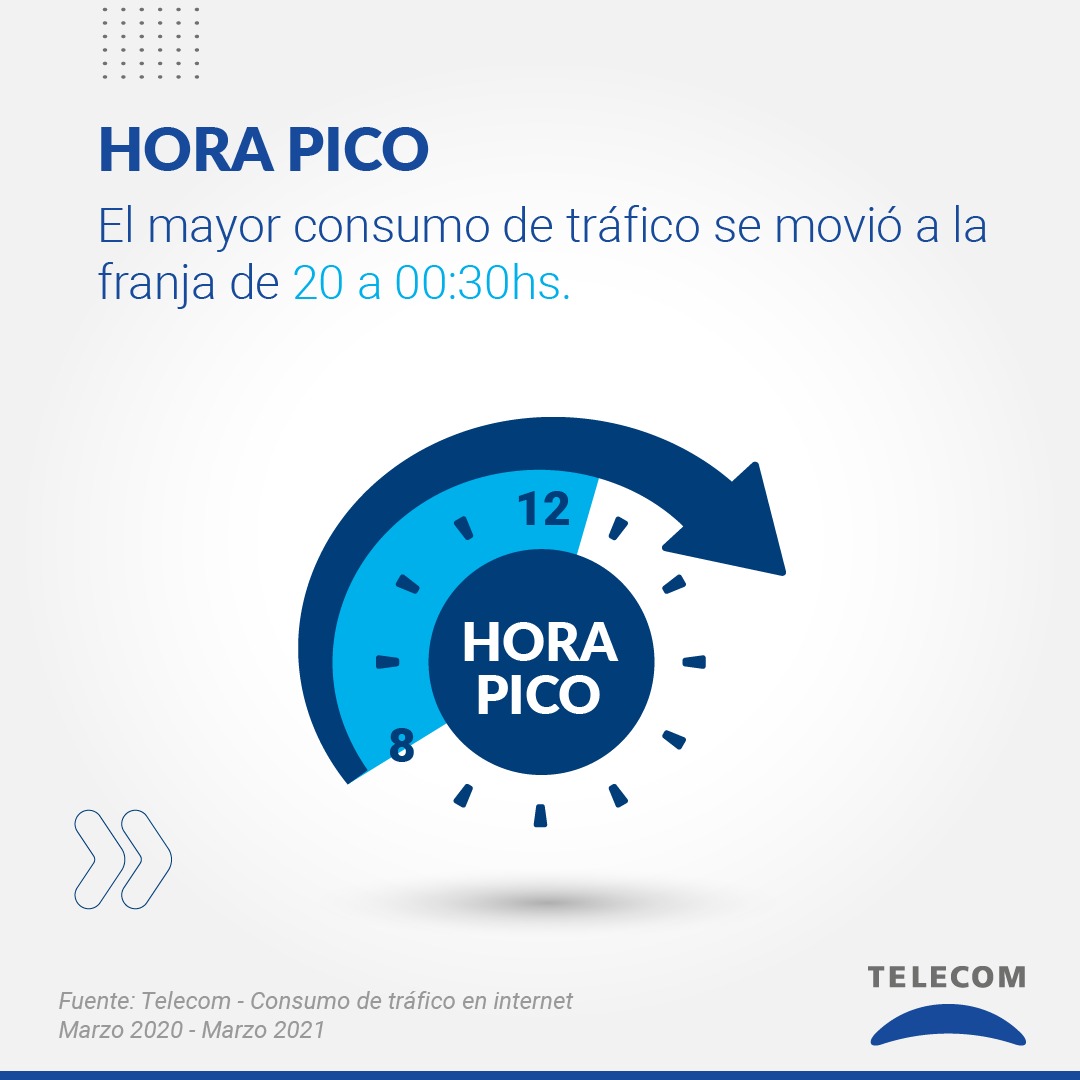 HORA PICO
El mayor consumo de tráfico se movió a la
franja de 20 a 00:30hs.
12
HORA
PICO
8
Fuente: Telecom - Consumo de tráfico en internet
Marzo 2020 - Marzo 2021
TELECOM